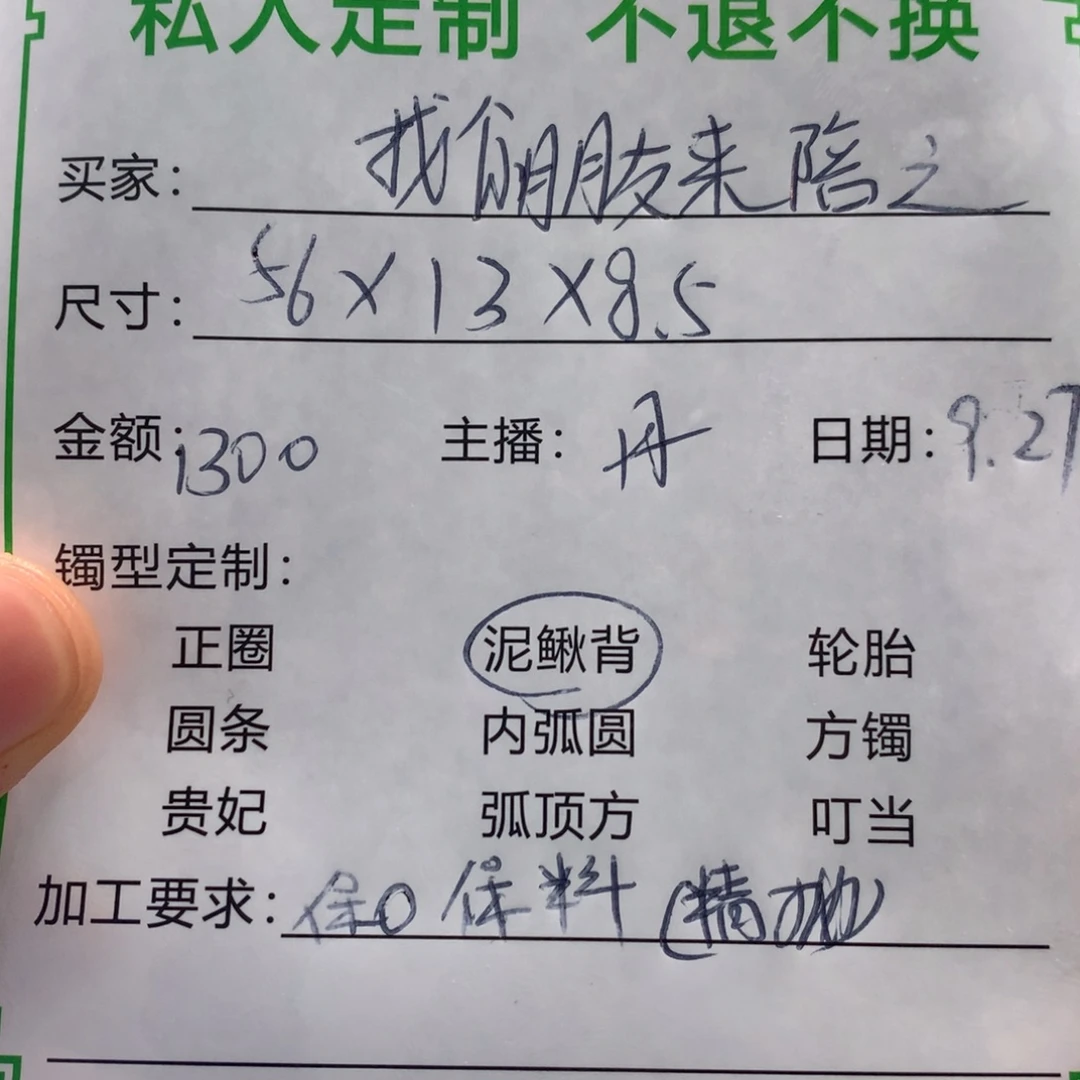 私人定制 不退不换
买家: 找个朋友来陪之
尺寸: 56×13×8.5
金额: 1300 主播: 丹 日期: 9.27
镯型定制:
正圈 泥鳅背 轮胎
圆条 内弧圆 方镯
贵妃 弧顶方 叮当
加工要求: 保口保料(精抛)